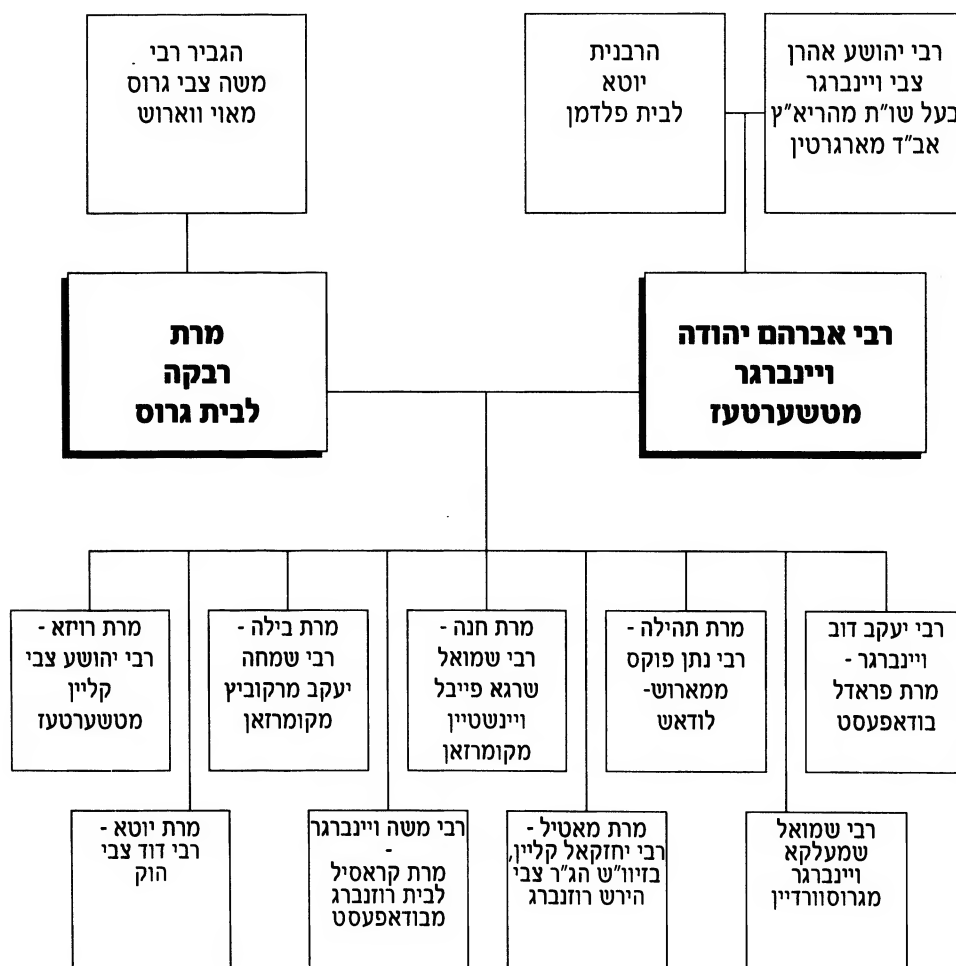 רבי יהושע אהרן
צבי ויינברגר
בעל שו"ת מהריא"ץ
אב"ד מארגרטין
הרבנית
יוטא
לבית פלדמן
הגביר רבי
משה צבי גרוס
מאוי ווארוש
רבי אברהם יהודה
ויינברגר
מטשערטעז
מרת
רבקה
לבית גרוס
רבי יעקב דוב
ויינברגר -
מרת פראדל
בודאפעסט
מרת תהילה -
רבי נתן פוקס
ממארוש-
לודאש
מרת חנה -
רבי שמואל
שרגא פייבל
ויינשטיין
מקומרזאן
מרת בילה -
רבי שמחה
יעקב מרקוביץ
מקומרזאן
מרת רויזא -
רבי יהושע צבי
קליין
מטשערטעז
רבי שמואל
שמעלקא
ויינברגר
מגרוסוורדיין
מרת מאטיל -
רבי יחזקאל קליין,
בזיוו"ש הג"ר צבי
הירש רוזנברג
רבי משה ויינברגר
-
מרת קראסיל
לבית רוזנברג
מבודאפעסט
מרת יוטא -
רבי דוד צבי
הוק